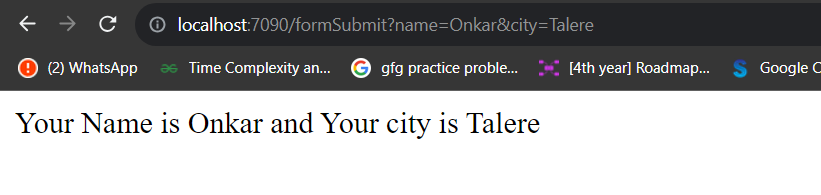 localhost:7090/formSubmit?name=Onkar&city=Talere
(2) WhatsApp Time Complexity an... gfg practice proble... [4th year] Roadmap... Google C
Your Name is Onkar and Your city is Talere